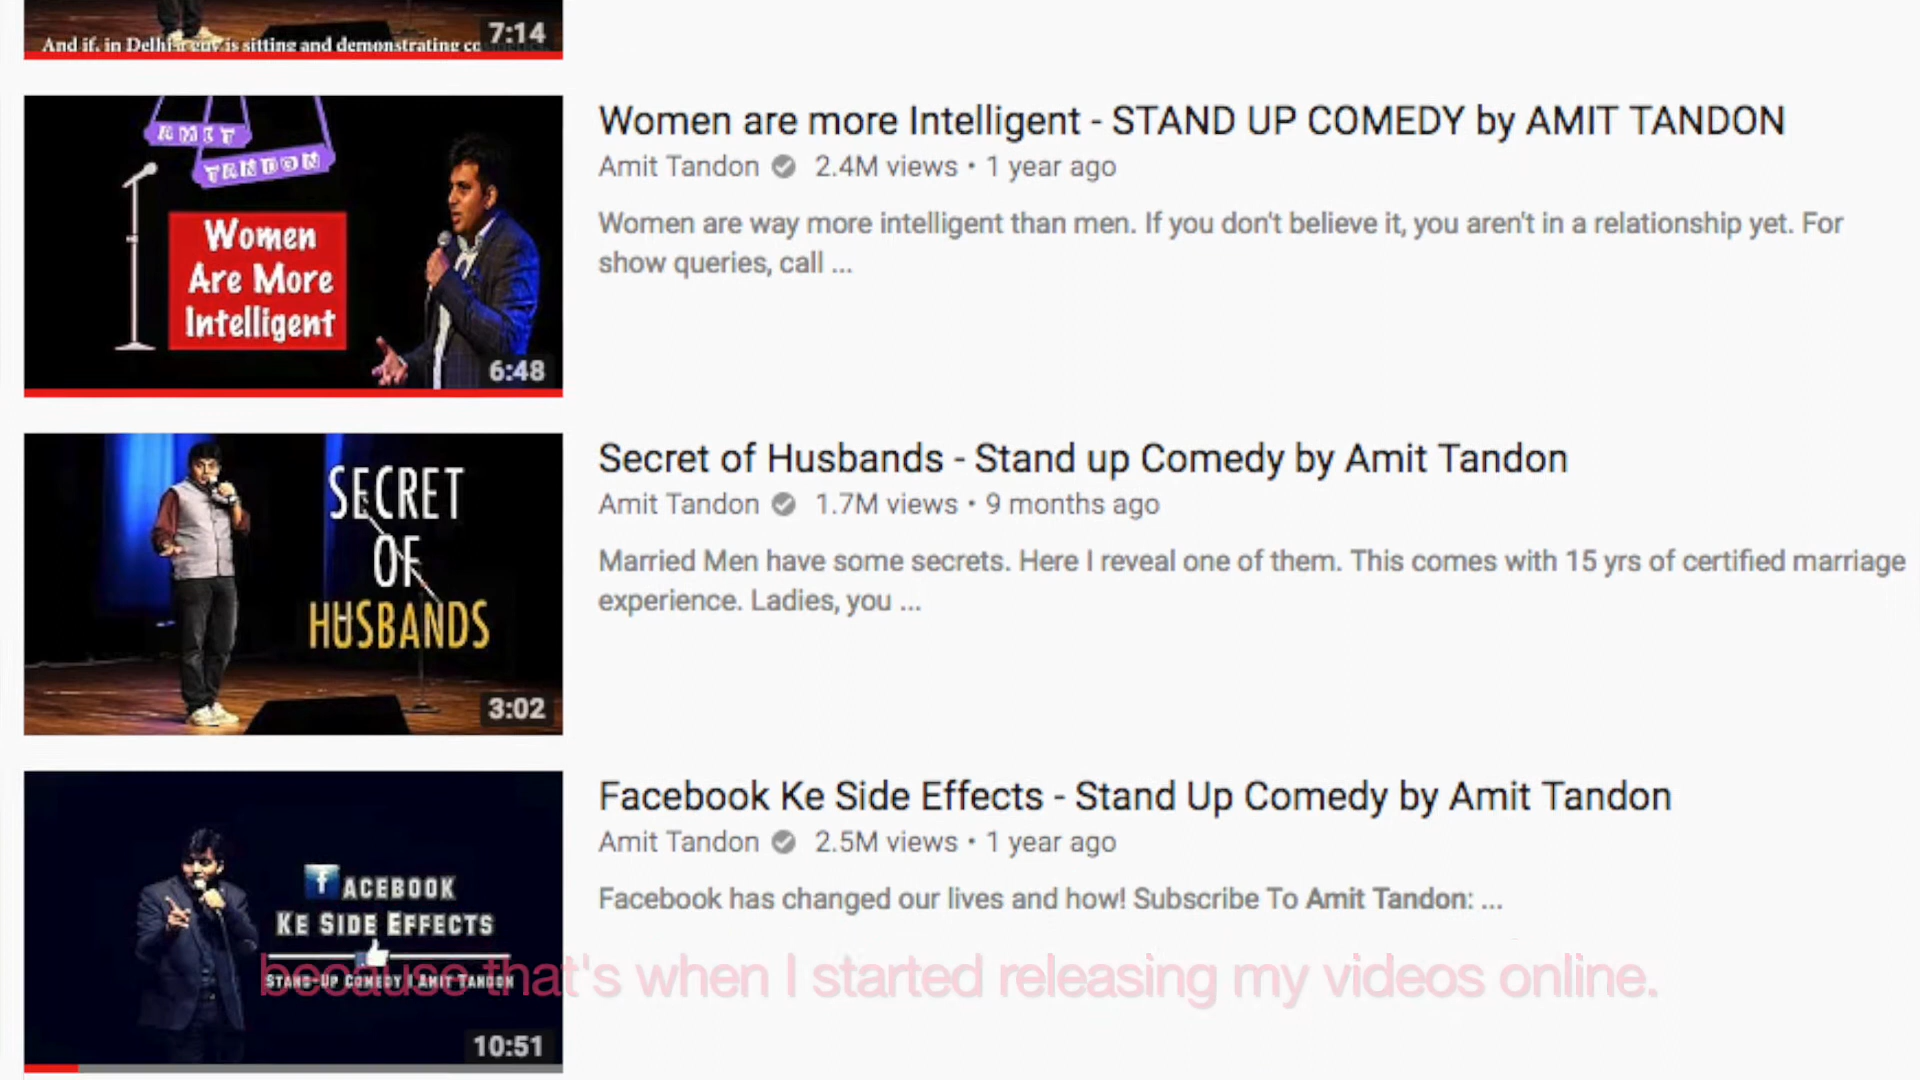 And if, in Delhi a guy is sitting and demonstrating
7:14
AMIT
TANDON
Women
Are More
Intelligent
6:48
Women are more Intelligent - STAND UP COMEDY by AMIT TANDON
Amit Tandon 2.4M views • 1 year ago
Women are way more intelligent than men. If you don't believe it, you aren't in a relationship yet. For
show queries, call ...
SECRET
OF
HUSBANDS
3:02
Secret of Husbands - Stand up Comedy by Amit Tandon
Amit Tandon 1.7M views • 9 months ago
Married Men have some secrets. Here I reveal one of them. This comes with 15 yrs of certified marriage
experience. Ladies, you ...
FACEBOOK
KE SIDE EFFECTS
STAND-UP COMEDY | AMIT TANDON
10:51
Facebook Ke Side Effects - Stand Up Comedy by Amit Tandon
Amit Tandon 2.5M views • 1 year ago
Facebook has changed our lives and how! Subscribe To Amit Tandon: ...
because that's when I started releasing my videos online.